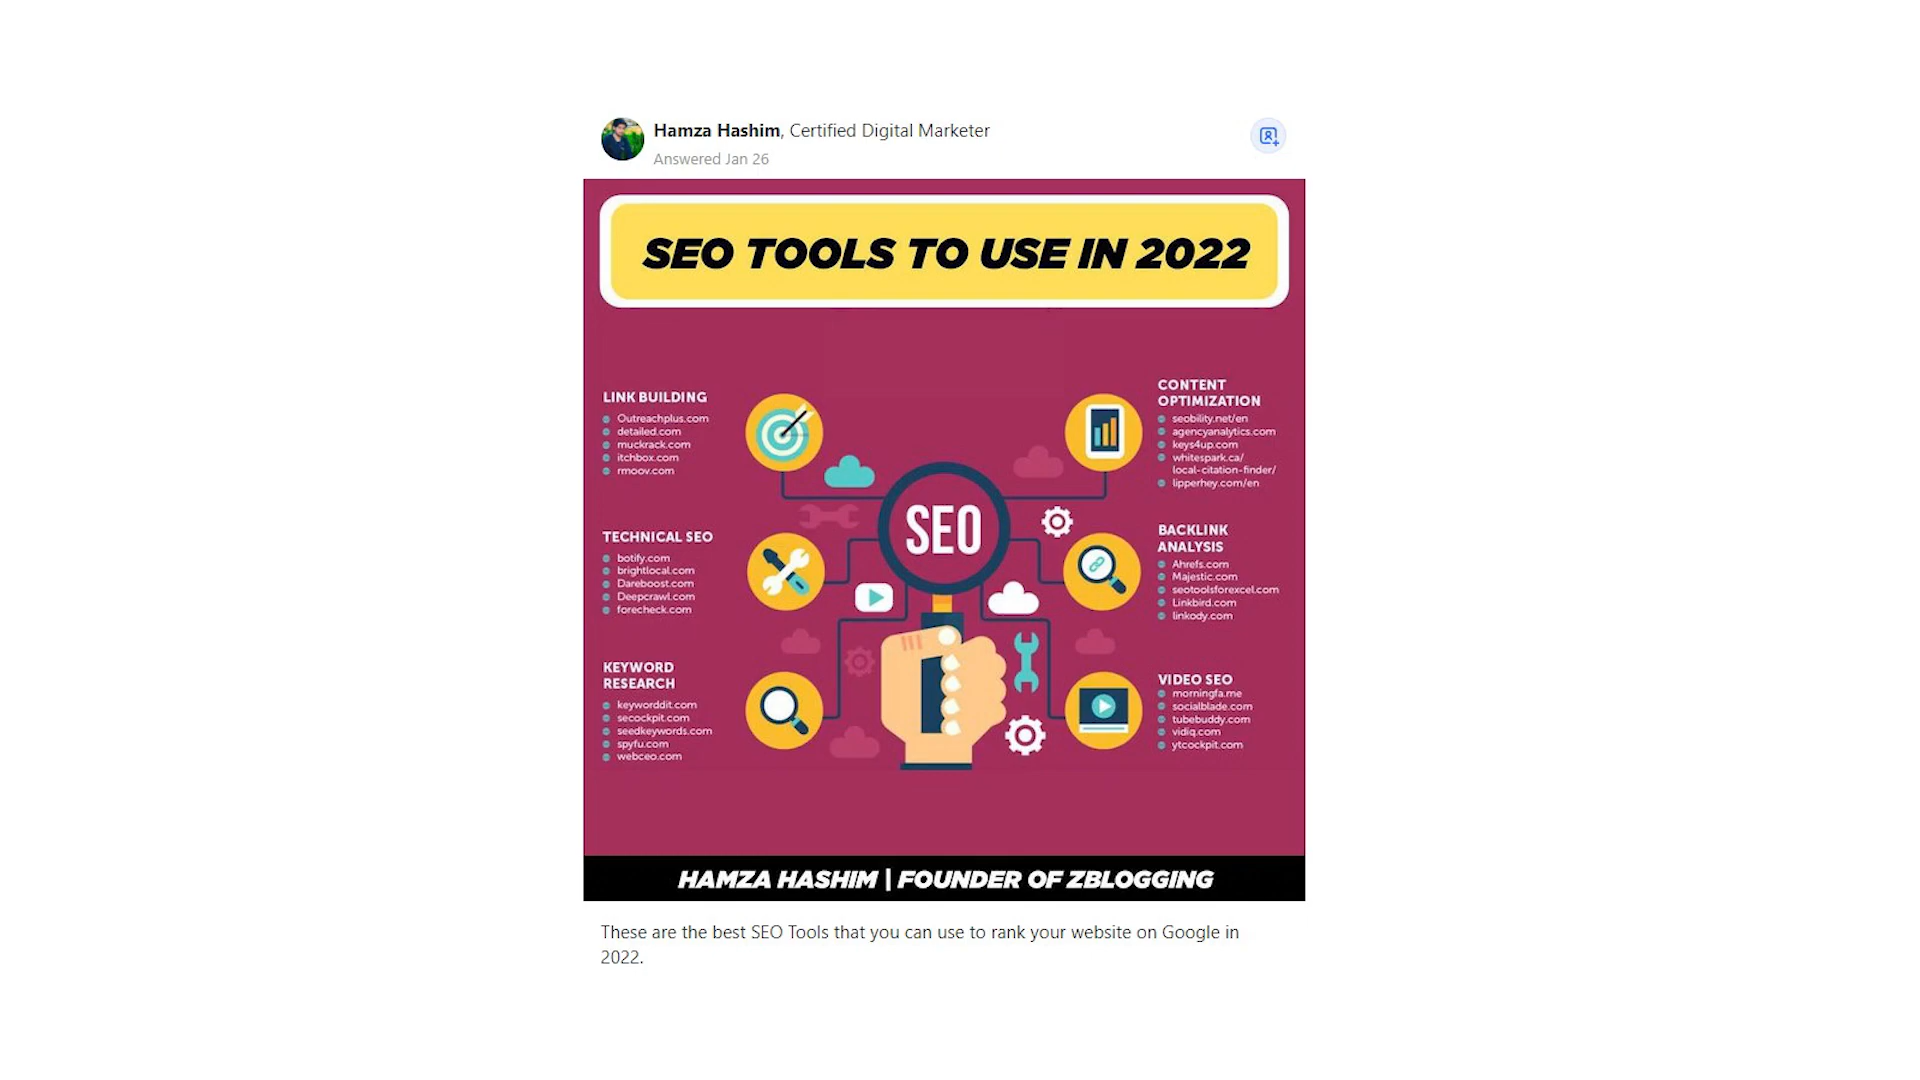 Hamza Hashim, Certified Digital Marketer
Answered Jan 26
SEO TOOLS TO USE IN 2022
LINK BUILDING
Outreachplus.com
detailed.com
muckrack.com
itchbox.com
rmoov.com
TECHNICAL SEO
botify.com
brightlocal.com
Dareboost.com
Deepcrawl.com
forecheck.com
KEYWORD
RESEARCH
keyworddit.com
secockpit.com
seedkeywords.com
spyfu.com
webceo.com
SEO
CONTENT
OPTIMIZATION
seobility.net/en
agencyanalytics.com
keys4up.com
whitespark.ca/
local-citation-finder/
lipperhey.com/en
BACKLINK
ANALYSIS
Ahrefs.com
Majestic.com
seotoolsforexcel.com
Linkbird.com
linkody.com
VIDEO SEO
morningfa.me
socialblade.com
tubebuddy.com
vidiq.com
ytcockpit.com
HAMZA HASHIM | FOUNDER OF ZBLOGGING
These are the best SEO Tools that you can use to rank your website on Google in
2022.